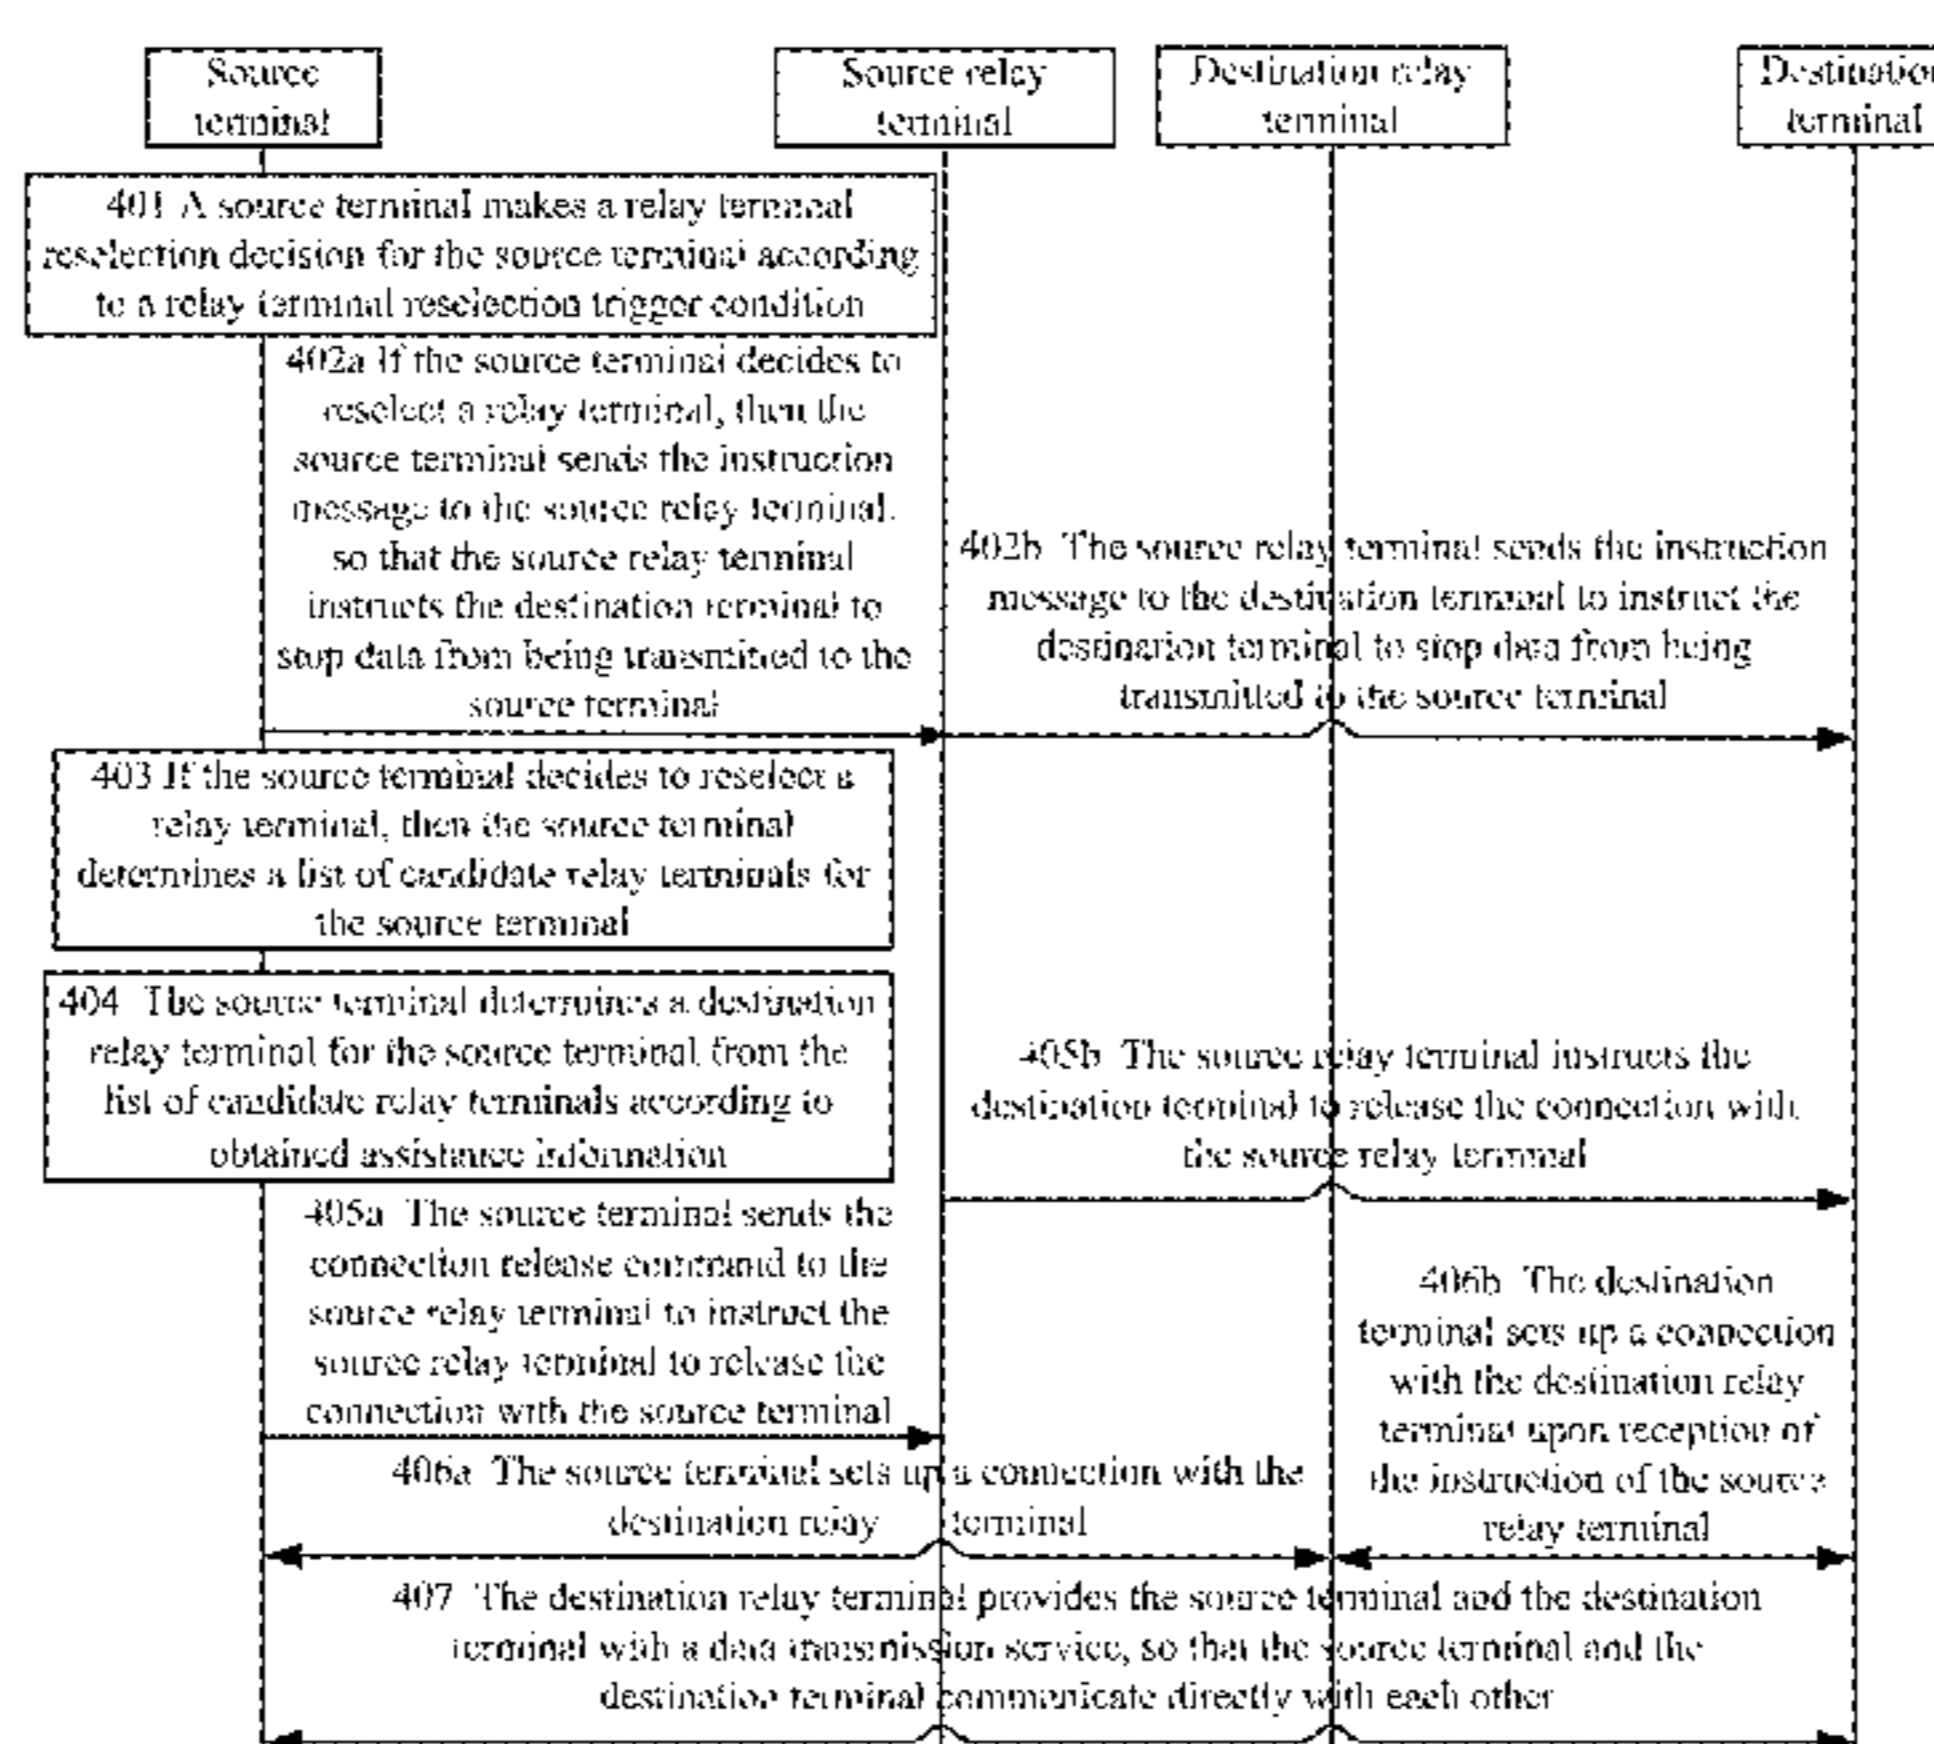 Source
terminal
Source relay
terminal
Destination relay
terminal
Destination
terminal
401 A source terminal makes a relay terminal
reselection decision for the source terminal according
to a relay terminal reselection trigger condition
402a If the source terminal decides to
reselect a relay terminal, then the
source terminal sends the instruction
message to the source relay terminal,
so that the source relay terminal
instructs the destination terminal to
stop data from being transmitted to the
source terminal
402b The source relay terminal sends the instruction
message to the destination terminal to instruct the
destination terminal to stop data from being
transmitted to the source terminal
403 If the source terminal decides to reselect a
relay terminal, then the source terminal
determines a list of candidate relay terminals for
the source terminal
404 The source terminal determines a destination
relay terminal for the source terminal from the
list of candidate relay terminals according to
obtained assistance information
405b The source relay terminal instructs the
destination terminal to release the connection with
the source relay terminal
405a The source terminal sends the
connection release command to the
source relay terminal to instruct the
source relay terminal to release the
connection with the source terminal
406b The destination
terminal sets up a connection
with the destination relay
terminal upon reception of
the instruction of the source
relay terminal
406a The source terminal sets up a connection with the
destination relay terminal
407 The destination relay terminal provides the source terminal and the destination
terminal with a data transmission service, so that the source terminal and the
destination terminal communicate directly with each other